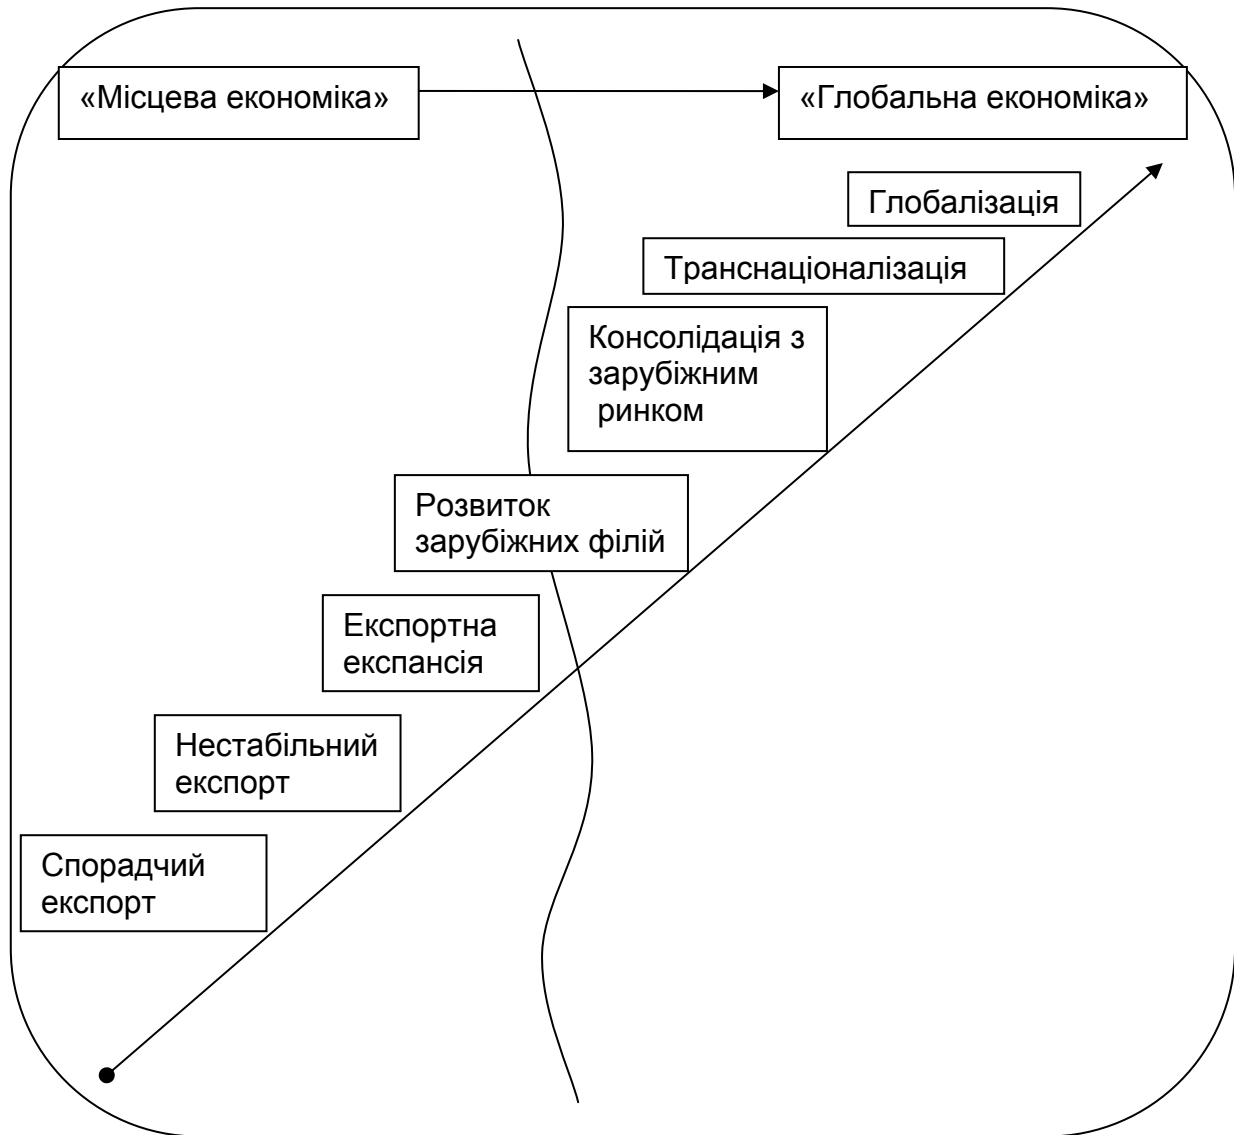 «Місцева економіка»
«Глобальна економіка»
Глобалізація
Транснаціоналізація
Консолідація з
зарубіжним
ринком
Розвиток
зарубіжних філій
Експортна
експансія
Нестабільний
експорт
Спорадчий
експорт